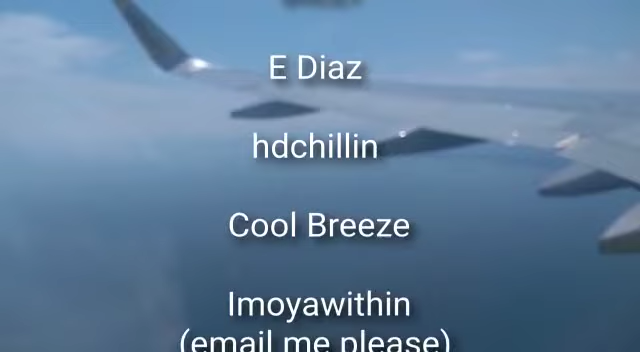 E Diaz
hdchillin
Cool Breeze
Imoyawithin
(email me please)